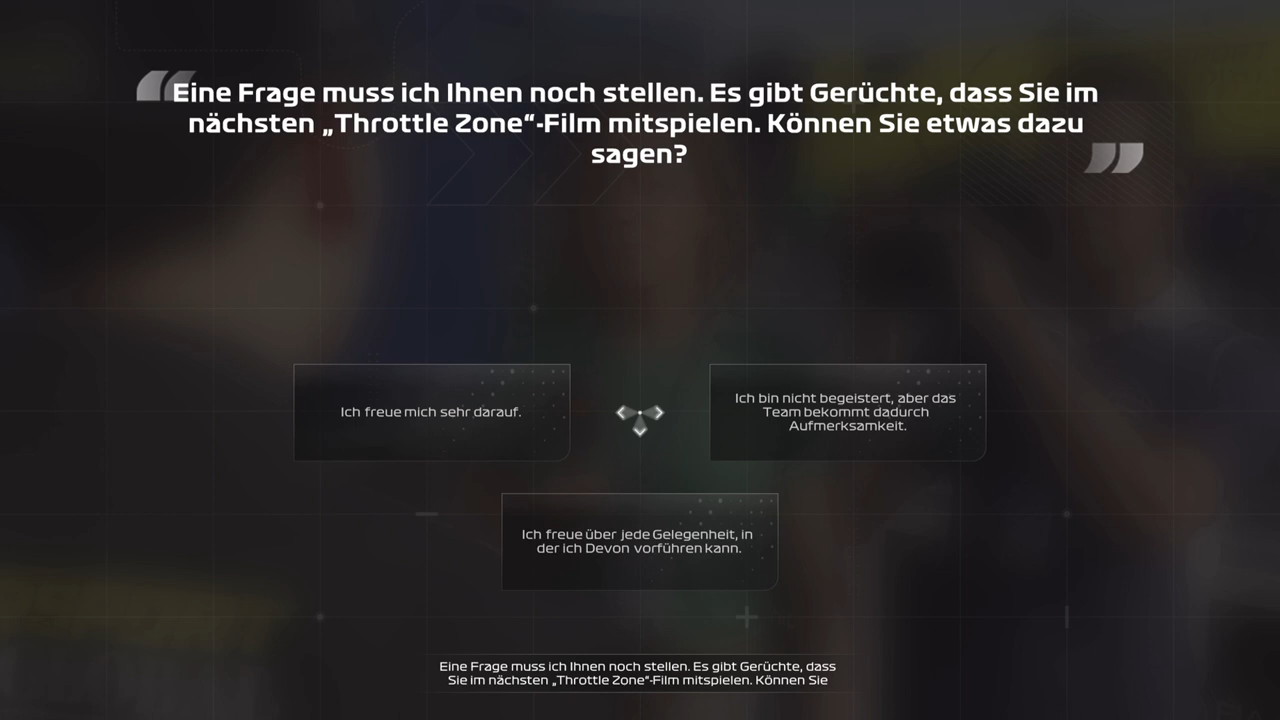 Eine Frage muss ich Ihnen noch stellen. Es gibt Gerüchte, dass Sie im
nächsten „Throttle Zone“-Film mitspielen. Können Sie etwas dazu
sagen?
Ich freue mich sehr darauf.
Ich bin nicht begeistert, aber das
Team bekommt dadurch
Aufmerksamkeit.
Ich freue über jede Gelegenheit, in
der ich Devon vorführen kann.
Eine Frage muss ich Ihnen noch stellen. Es gibt Gerüchte, dass
Sie im nächsten „Throttle Zone“-Film mitspielen. Können Sie